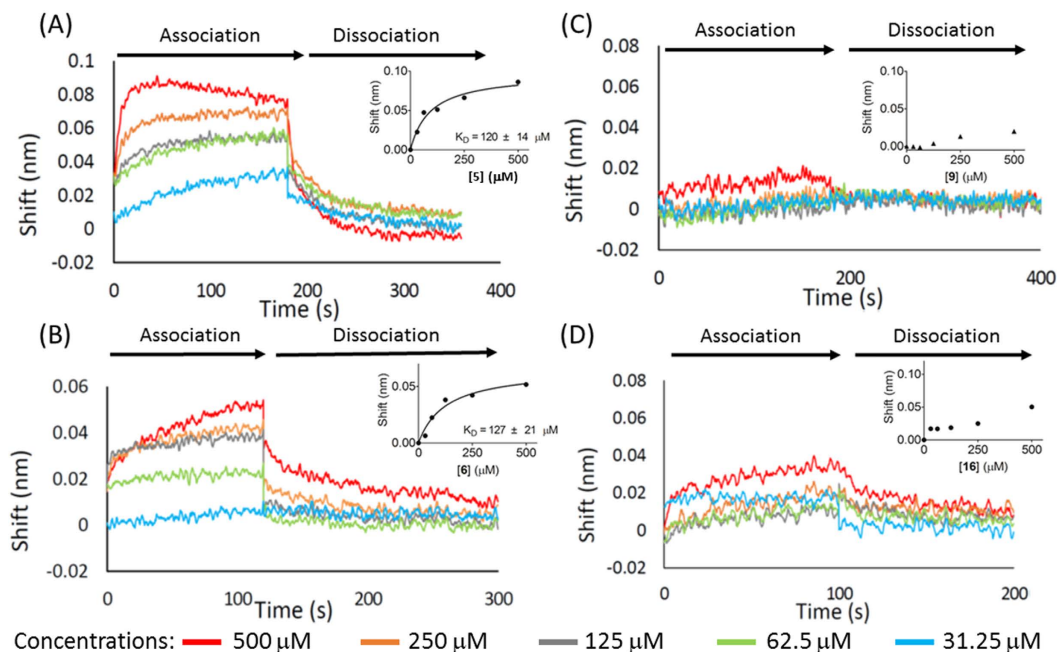 (A)
Association
Dissociation
0.1
0.08
0.06
0.04
0.02
0
-0.02
Shift (nm)
0
100
200
300
400
Time (s)
0.10
0.05
0.00
Shift (nm)
K_D = 120 ± 14 µM
0
250
500
[5] (µM)
(C)
Association
Dissociation
0.08
0.06
0.04
0.02
0
-0.02
Shift (nm)
0
100
200
300
400
Time (s)
0.10
0.05
0.00
Shift (nm)
0
250
500
[9] (µM)
(B)
Association
Dissociation
0.06
0.04
0.02
0
-0.02
Shift (nm)
0
100
200
300
Time (s)
0.05
0.00
Shift (nm)
K_D = 127 ± 21 µM
0
250
500
[6] (µM)
(D)
Association
Dissociation
0.08
0.06
0.04
0.02
0
-0.02
Shift (nm)
0
100
200
Time (s)
0.10
0.05
0.00
Shift (nm)
0
250
500
[16] (µM)
Concentrations: 500 µM 250 µM 125 µM 62.5 µM 31.25 µM